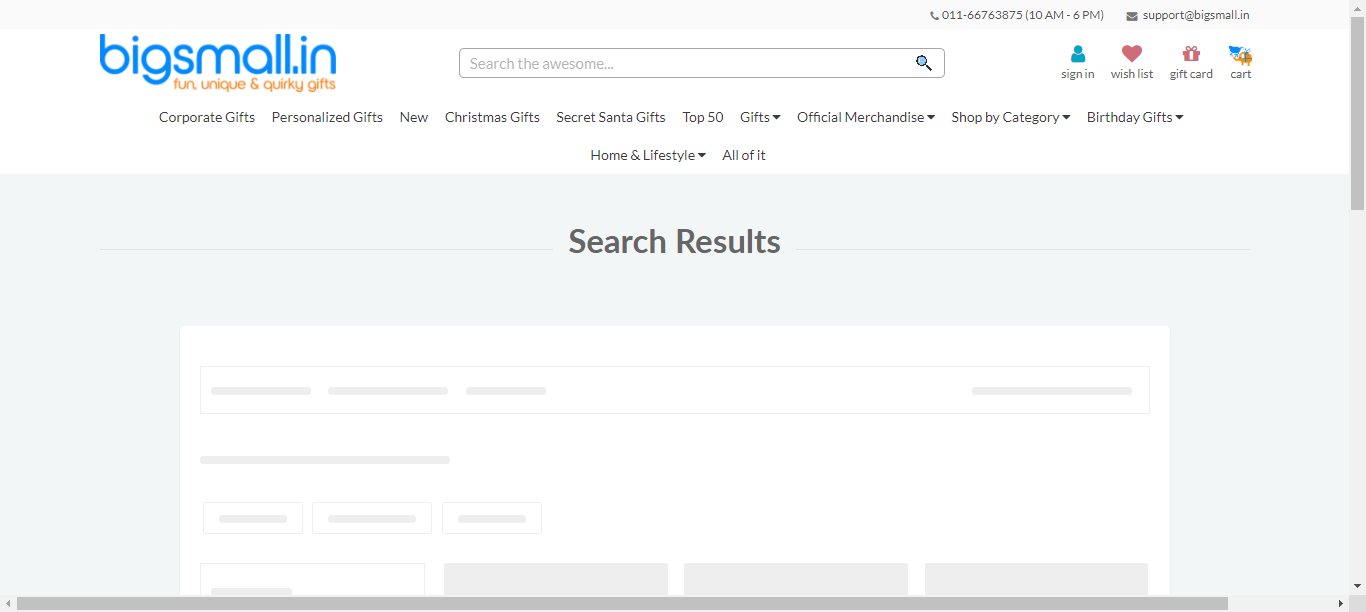 011-66763875 (10 AM - 6 PM) support@bigsmall.in
bigsmall.in
fun, unique & quirky gifts
Search the awesome...
sign in wish list gift card cart
Corporate Gifts Personalized Gifts New Christmas Gifts Secret Santa Gifts Top 50 Gifts Official Merchandise Shop by Category Birthday Gifts
Home & Lifestyle All of it
Search Results